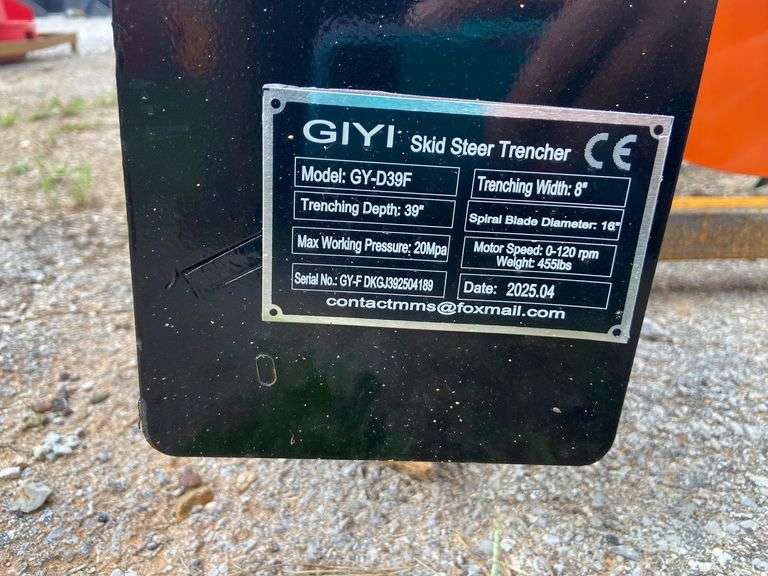 GIYI Skid Steer Trencher CE
Model: GY-D39F
Trenching Width: 8"
Trenching Depth: 39"
Spiral Blade Diameter: 16"
Max Working Pressure: 20Mpa
Motor Speed: 0-120 rpm
Weight: 455lbs
Serial No.: GY-F DKGJ392504189
Date: 2025.04
contactmms@foxmail.com